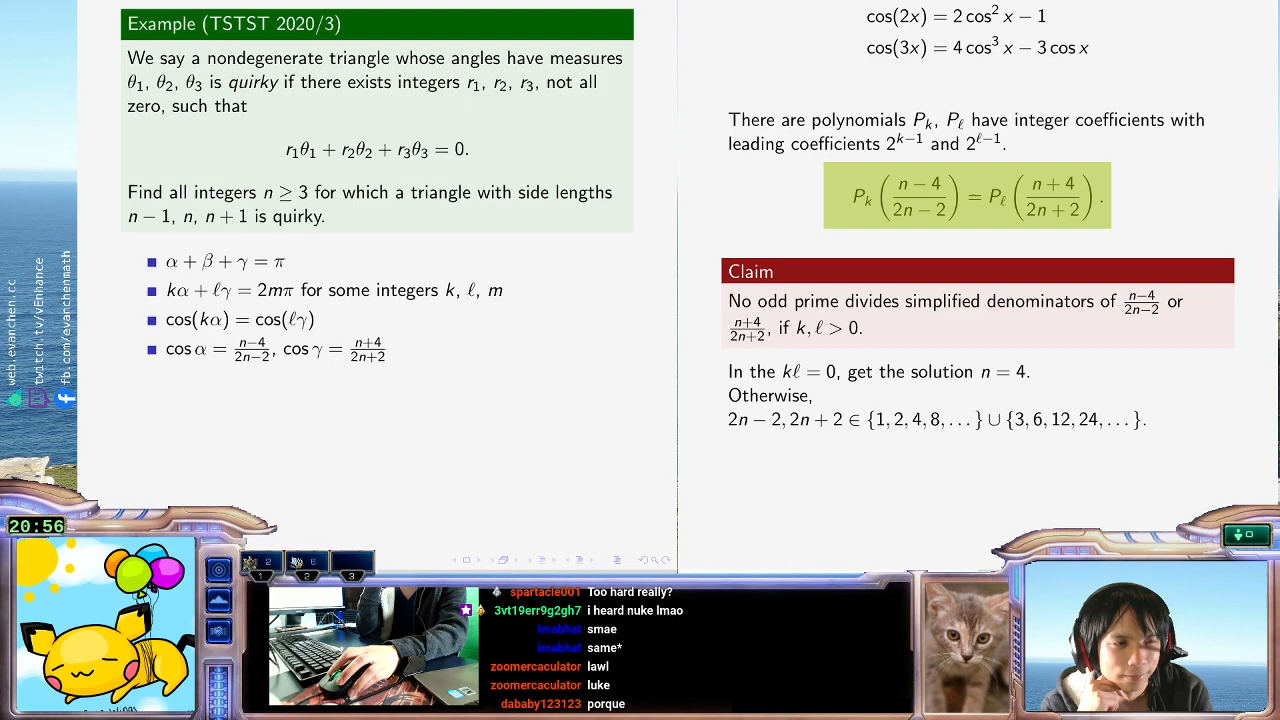 Example (TSTST 2020/3)
We say a nondegenerate triangle whose angles have measures
θ₁, θ₂, θ₃ is quirky if there exists integers r₁, r₂, r₃, not all
zero, such that
r₁θ₁ + r₂θ₂ + r₃θ₃ = 0.
Find all integers n ≥ 3 for which a triangle with side lengths
n − 1, n, n + 1 is quirky.
α + β + γ = π
kα + ℓγ = 2mπ for some integers k, ℓ, m
cos(kα) = cos(ℓγ)
cos α = (n−4)/(2n−2), cos γ = (n+4)/(2n+2)
cos(2x) = 2 cos² x − 1
cos(3x) = 4 cos³ x − 3 cos x
There are polynomials Pₖ, Pℓ have integer coefficients with
leading coefficients 2^{k−1} and 2^{ℓ−1}.
Pₖ((n − 4)/(2n − 2)) = Pℓ((n + 4)/(2n + 2)).
Claim
No odd prime divides simplified denominators of (n−4)/(2n−2) or
(n+4)/(2n+2), if k, ℓ > 0.
In the kℓ = 0, get the solution n = 4.
Otherwise,
2n − 2, 2n + 2 ∈ {1, 2, 4, 8, . . . } ∪ {3, 6, 12, 24, . . . }.
web.evanchen.cc
twitch.tv/vEnhance
fb.com/evanchenmath
20:56
2
6
1
2
3
0
spartacle001 Too hard really?
3vt19err9g2gh7 i heard nuke lmao
imabhat smae
imabhat same*
zoomercaculator lawl
zoomercaculator luke
dababy123123 porque